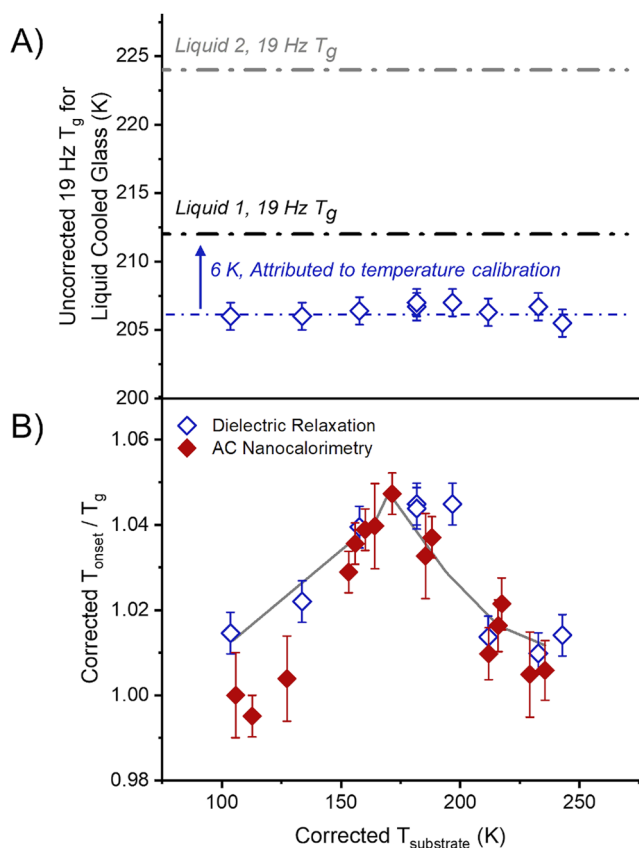 A)
Liquid 2, 19 Hz Tg
Liquid 1, 19 Hz Tg
6 K, Attributed to temperature calibration
Uncorrected 19 Hz Tg for
Liquid Cooled Glass (K)
225
220
215
210
205
200
B)
Dielectric Relaxation
AC Nanocalorimetry
Corrected Tonset / Tg
1.06
1.04
1.02
1.00
0.98
100
150
200
250
Corrected Tsubstrate (K)